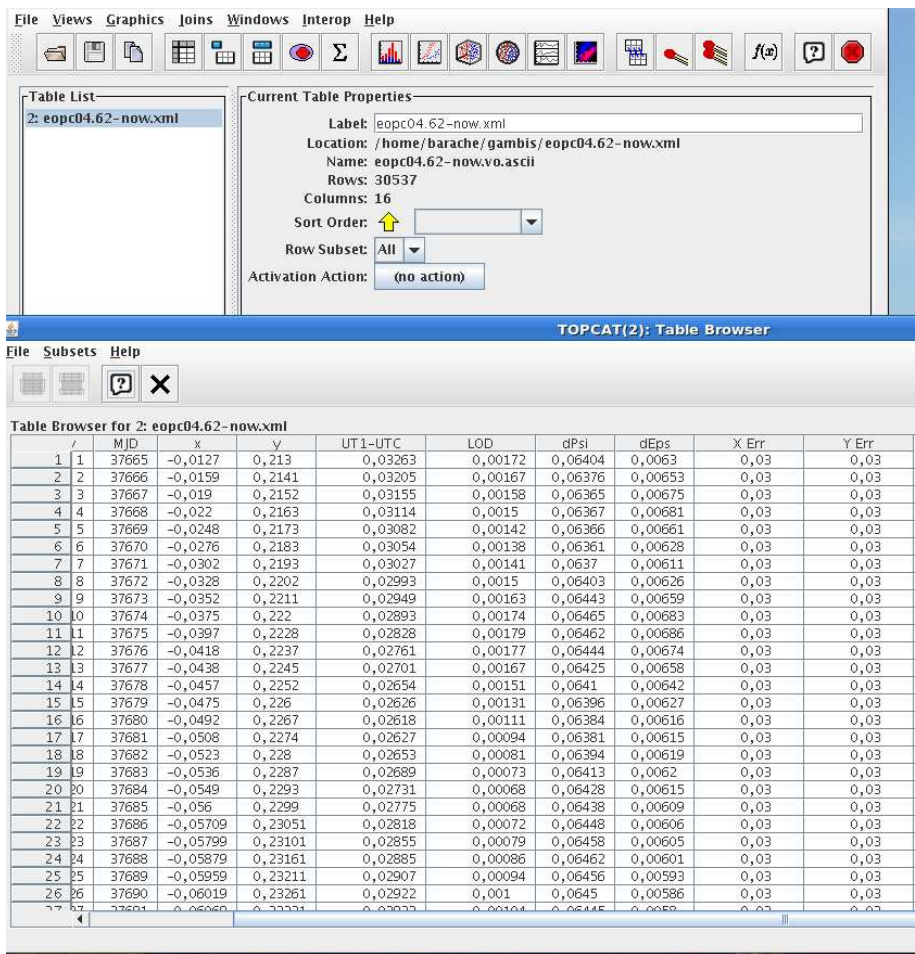 File Views Graphics Joins Windows Interop Help
Σ f(x) ?
Table List
2: eopc04.62-now.xml
Current Table Properties
Label: eopc04.62-now.xml
Location: /home/barache/gambis/eopc04.62-now.xml
Name: eopc04.62-now.vo.ascii
Rows: 30537
Columns: 16
Sort Order:
Row Subset: All
Activation Action: (no action)
TOPCAT(2): Table Browser
File Subsets Help
?
Table Browser for 2: eopc04.62-now.xml
MJD x y UT1-UTC LOD dPsi dEps X Err Y Err
1 1 37665 -0,0127 0,213 0,03263 0,00172 0,06404 0,0063 0,03 0,03
2 2 37666 -0,0159 0,2141 0,03205 0,00167 0,06376 0,00653 0,03 0,03
3 3 37667 -0,019 0,2152 0,03155 0,00158 0,06365 0,00675 0,03 0,03
4 4 37668 -0,022 0,2163 0,03114 0,0015 0,06367 0,00681 0,03 0,03
5 5 37669 -0,0248 0,2173 0,03082 0,00142 0,06366 0,00661 0,03 0,03
6 6 37670 -0,0276 0,2183 0,03054 0,00138 0,06361 0,00628 0,03 0,03
7 7 37671 -0,0302 0,2193 0,03027 0,00141 0,0637 0,00611 0,03 0,03
8 8 37672 -0,0328 0,2202 0,02993 0,0015 0,06403 0,00626 0,03 0,03
9 9 37673 -0,0352 0,2211 0,02949 0,00163 0,06443 0,00659 0,03 0,03
10 10 37674 -0,0375 0,222 0,02893 0,00174 0,06465 0,00683 0,03 0,03
11 11 37675 -0,0397 0,2228 0,02828 0,00179 0,06462 0,00686 0,03 0,03
12 12 37676 -0,0418 0,2237 0,02761 0,00177 0,06444 0,00674 0,03 0,03
13 13 37677 -0,0438 0,2245 0,02701 0,00167 0,06425 0,00658 0,03 0,03
14 14 37678 -0,0457 0,2252 0,02654 0,00151 0,0641 0,00642 0,03 0,03
15 15 37679 -0,0475 0,226 0,02626 0,00131 0,06396 0,00627 0,03 0,03
16 16 37680 -0,0492 0,2267 0,02618 0,00111 0,06384 0,00616 0,03 0,03
17 17 37681 -0,0508 0,2274 0,02627 0,00094 0,06381 0,00615 0,03 0,03
18 18 37682 -0,0523 0,228 0,02653 0,00081 0,06394 0,00619 0,03 0,03
19 19 37683 -0,0536 0,2287 0,02689 0,00073 0,06413 0,0062 0,03 0,03
20 20 37684 -0,0549 0,2293 0,02731 0,00068 0,06428 0,00615 0,03 0,03
21 21 37685 -0,056 0,2299 0,02775 0,00068 0,06438 0,00609 0,03 0,03
22 22 37686 -0,05709 0,23051 0,02818 0,00072 0,06448 0,00606 0,03 0,03
23 23 37687 -0,05799 0,23101 0,02855 0,00079 0,06458 0,00605 0,03 0,03
24 24 37688 -0,05879 0,23161 0,02885 0,00086 0,06462 0,00601 0,03 0,03
25 25 37689 -0,05959 0,23211 0,02907 0,00094 0,06456 0,00593 0,03 0,03
26 26 37690 -0,06019 0,23261 0,02922 0,001 0,0645 0,00586 0,03 0,03